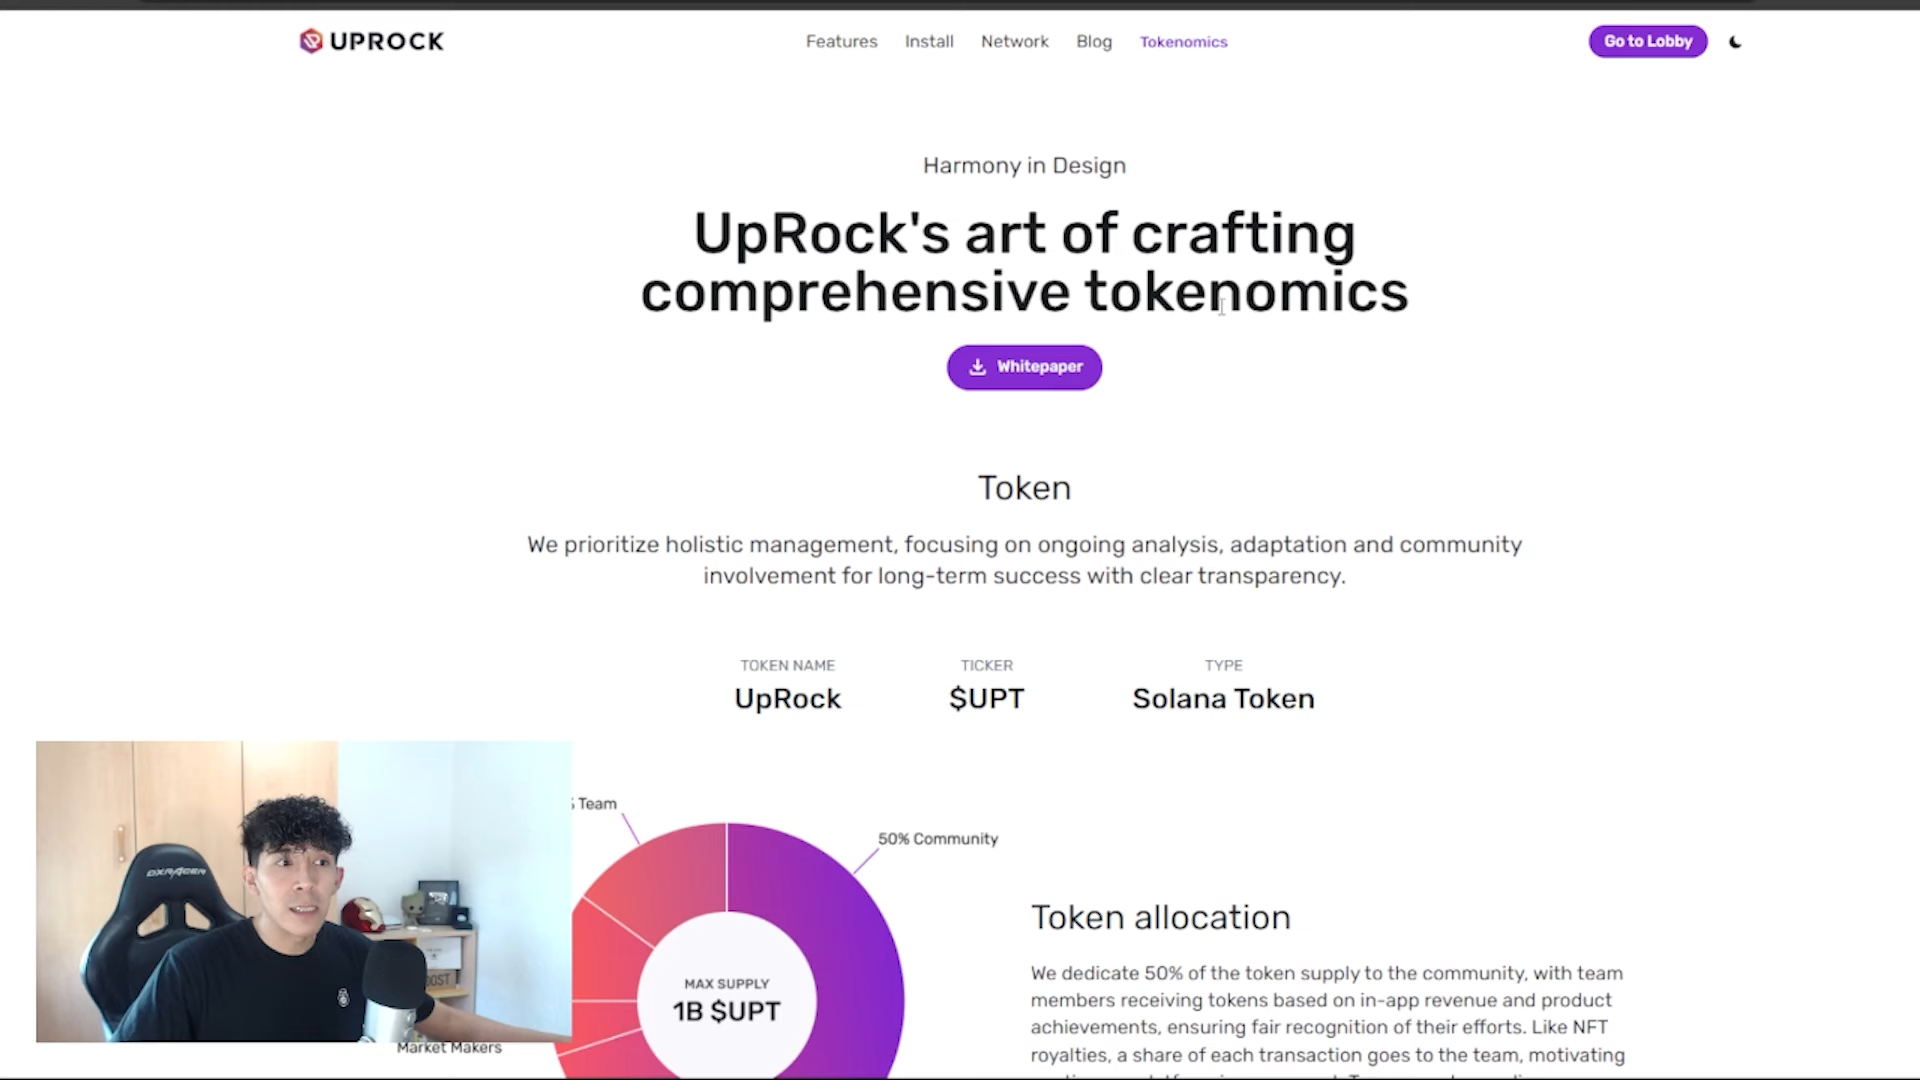 UPROCK
Features Install Network Blog Tokenomics
Go to Lobby
Harmony in Design
UpRock's art of crafting
comprehensive tokenomics
Whitepaper
Token
We prioritize holistic management, focusing on ongoing analysis, adaptation and community
involvement for long-term success with clear transparency.
TOKEN NAME TICKER TYPE
UpRock $UPT Solana Token
Team
50% Community
MAX SUPPLY
1B $UPT
Market Makers
Token allocation
We dedicate 50% of the token supply to the community, with team
members receiving tokens based on in-app revenue and product
achievements, ensuring fair recognition of their efforts. Like NFT
royalties, a share of each transaction goes to the team, motivating
DXRACER